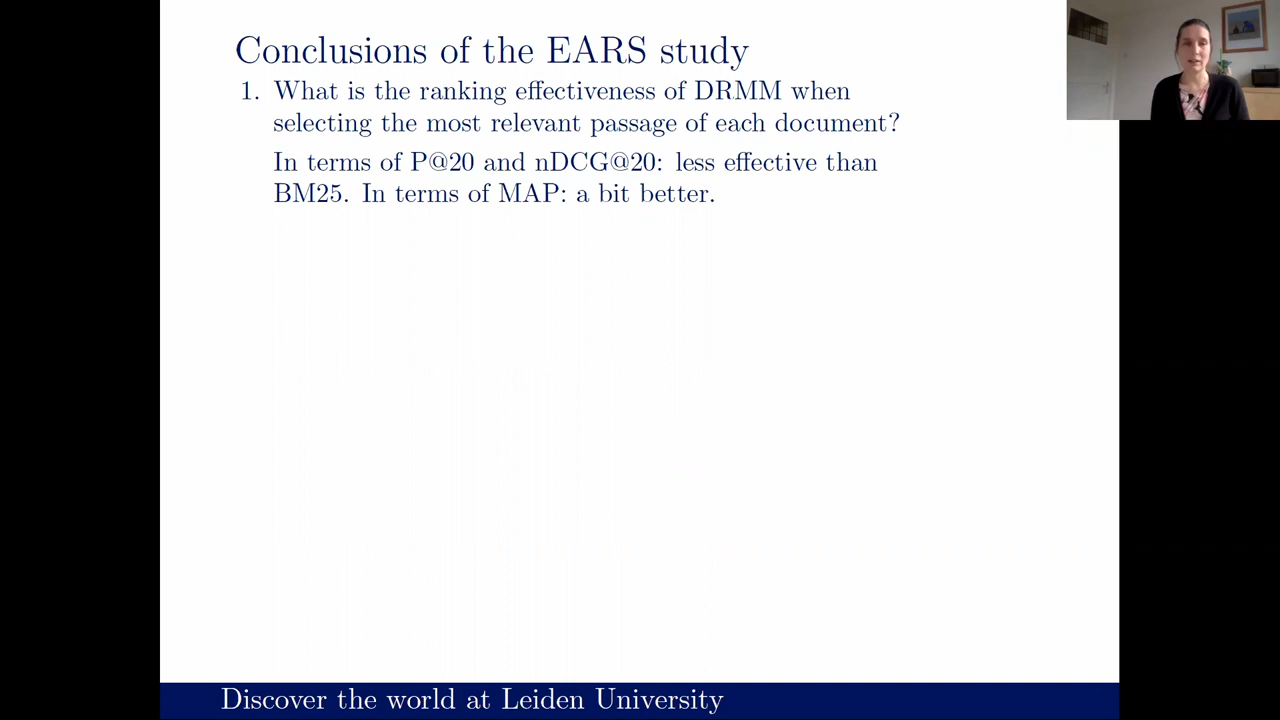 Conclusions of the EARS study
1. What is the ranking effectiveness of DRMM when
selecting the most relevant passage of each document?
In terms of P@20 and nDCG@20: less effective than
BM25. In terms of MAP: a bit better.
Discover the world at Leiden University